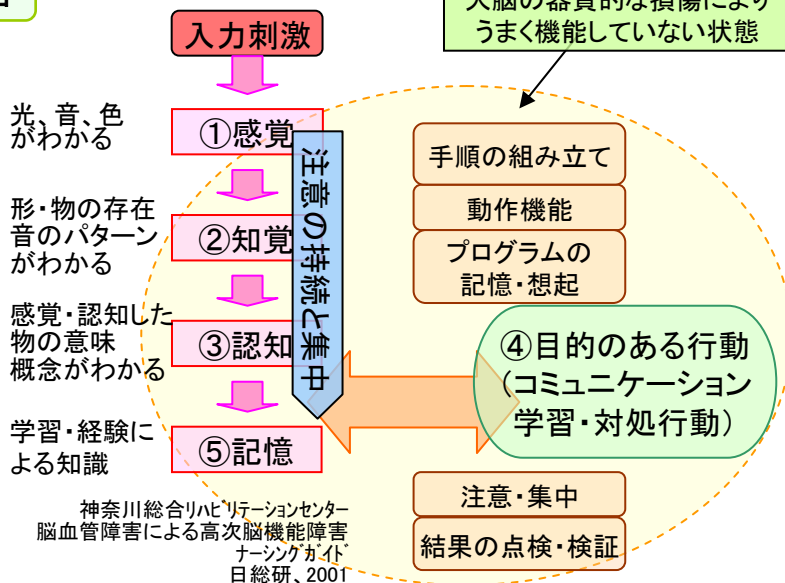 大脳の器質的な損傷により
うまく機能していない状態
入力刺激
光、音、色
がわかる
①感覚
形・物の存在
音のパターン
がわかる
②知覚
感覚・認知した
物の意味
概念がわかる
③認知
学習・経験に
よる知識
⑤記憶
注意の持続と集中
手順の組み立て
動作機能
プログラムの
記憶・想起
④目的のある行動
(コミュニケーション
学習・対処行動)
注意・集中
結果の点検・検証
神奈川総合ﾘﾊﾋﾞﾘテーションセンター
脳血管障害による高次脳機能障害
ﾅｰｼﾝｸﾞｶﾞｲﾄﾞ
日総研、2001